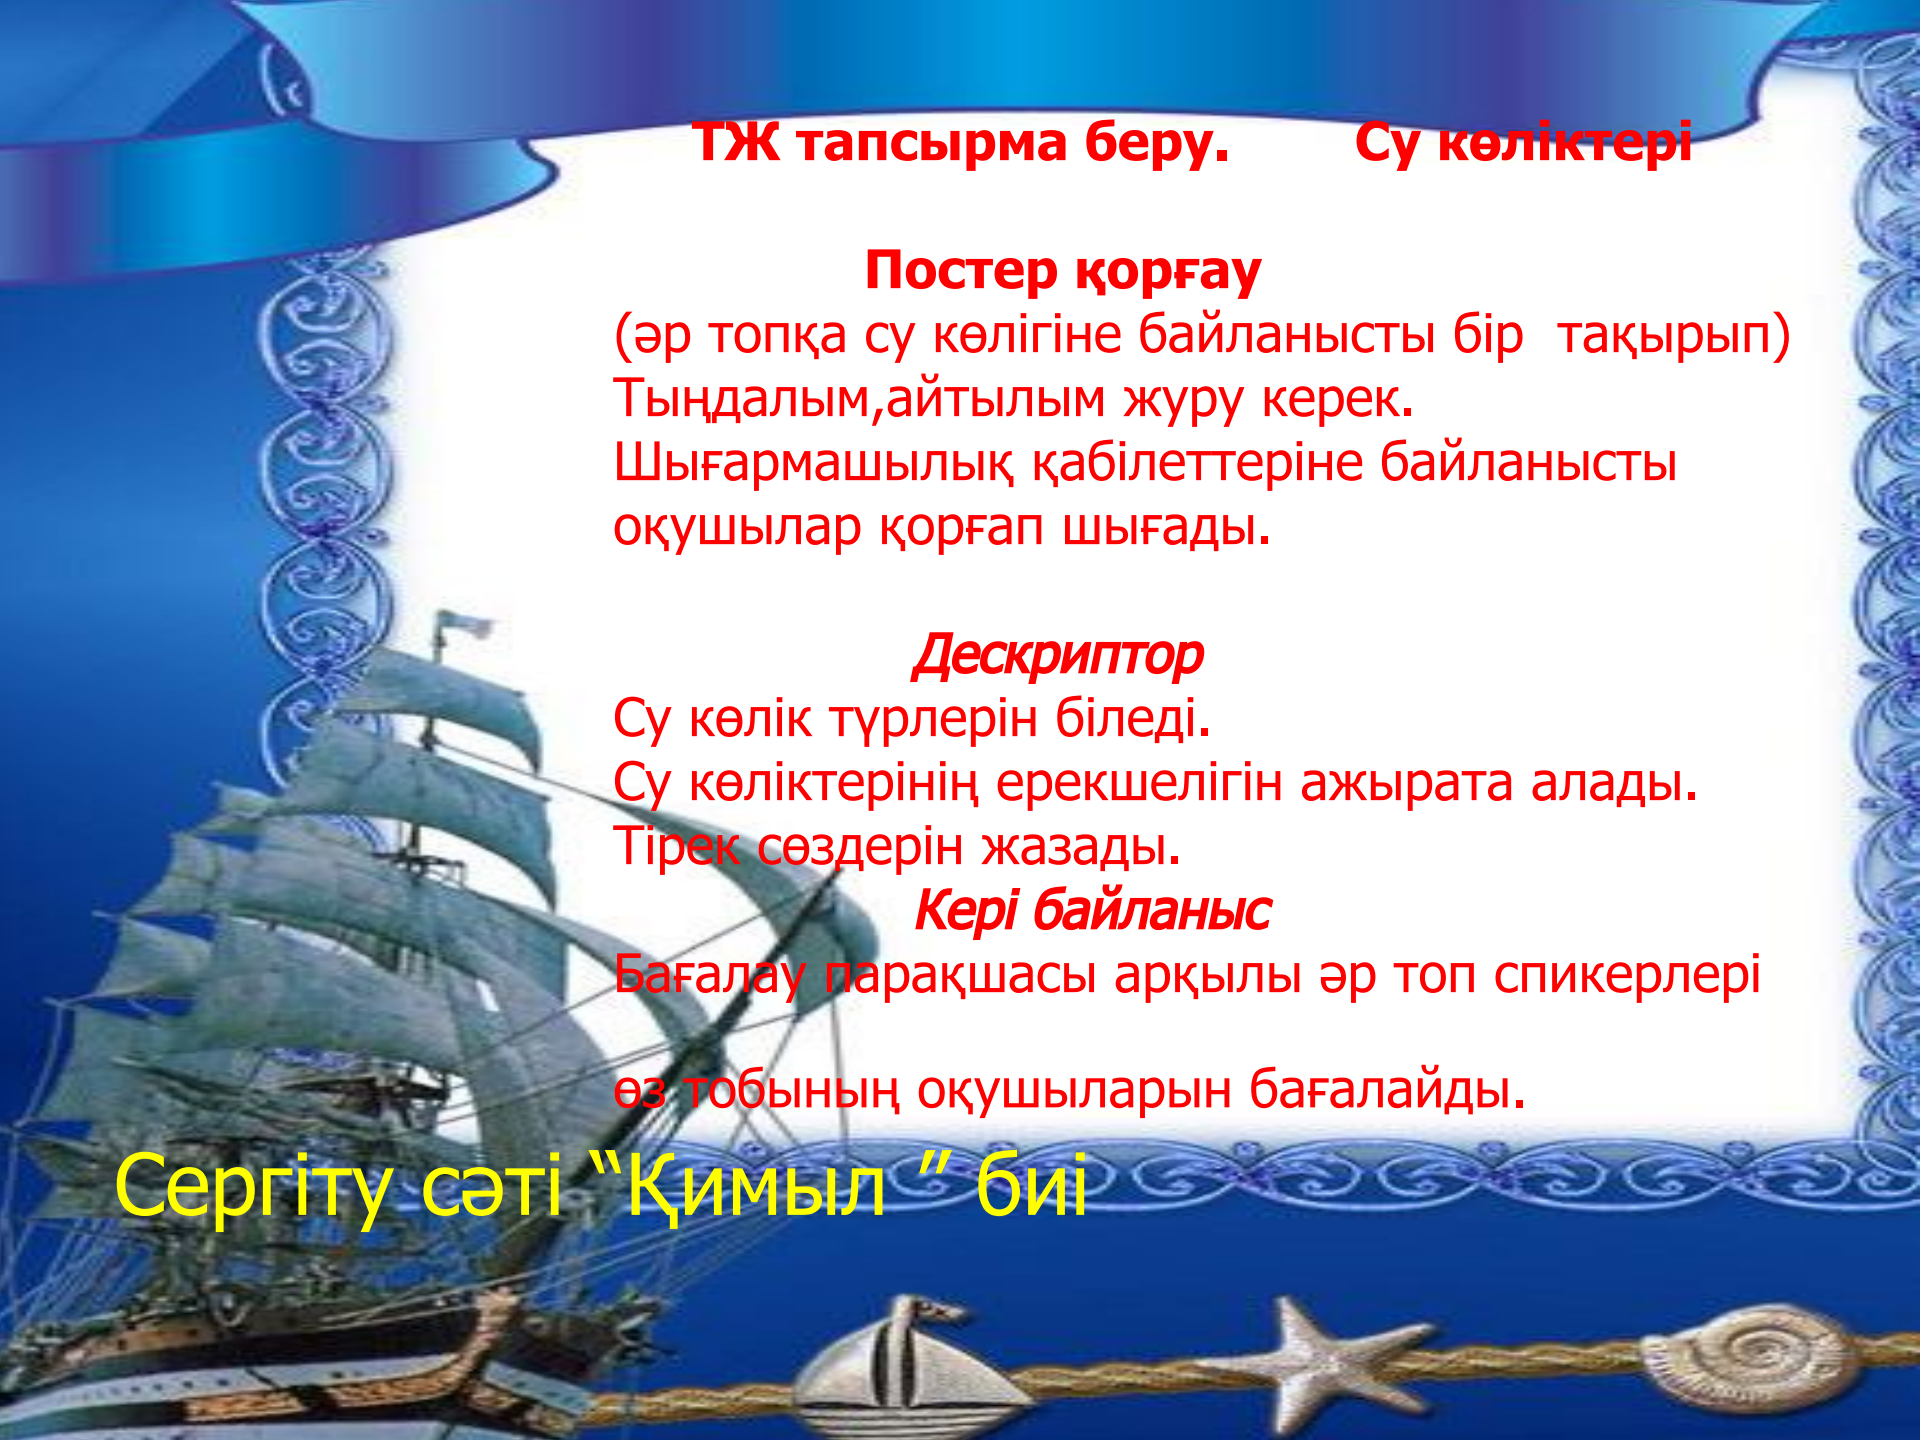 ТЖ тапсырма беру. Су көліктері
Постер қорғау
(әр топқа су көлігіне байланысты бір тақырып)
Тыңдалым,айтылым журу керек.
Шығармашылық қабілеттеріне байланысты
оқушылар қорғап шығады.
Дескриптор
Су көлік түрлерін біледі.
Су көліктерінің ерекшелігін ажырата алады.
Тірек сөздерін жазады.
Кері байланыс
Бағалау парақшасы арқылы әр топ спикерлері
өз тобының оқушыларын бағалайды.
Сергіту сәті “Қимыл ” биі